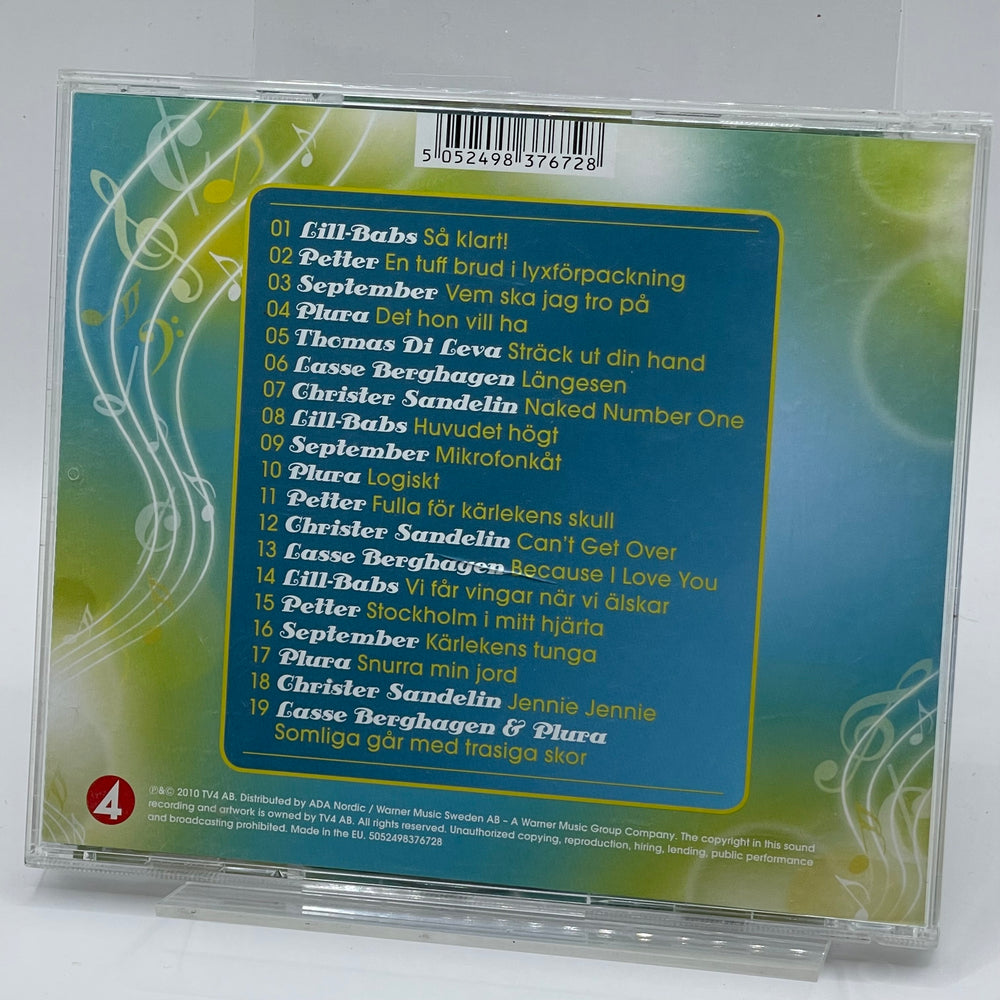 5 052498 376728
01 Lill-Babs Så klart!
02 Petter En tuff brud i lyxförpackning
03 September Vem ska jag tro på
04 Plura Det hon vill ha
05 Thomas Di Leva Sträck ut din hand
06 Lasse Berghagen Längesen
07 Christer Sandelin Naked Number One
08 Lill-Babs Huvudet högt
09 September Mikrofonkåt
10 Plura Logiskt
11 Petter Fulla för kärlekens skull
12 Christer Sandelin Can't Get Over
13 Lasse Berghagen Because I Love You
14 Lill-Babs Vi får vingar när vi älskar
15 Petter Stockholm i mitt hjärta
16 September Kärlekens tunga
17 Plura Snurra min jord
18 Christer Sandelin Jennie Jennie
19 Lasse Berghagen & Plura
Somliga går med trasiga skor
4
℗&© 2010 TV4 AB. Distributed by ADA Nordic / Warner Music Sweden AB – A Warner Music Group Company. The copyright in this sound
recording and artwork is owned by TV4 AB. All rights reserved. Unauthorized copying, reproduction, hiring, lending, public performance
and broadcasting prohibited. Made in the EU. 5052498376728